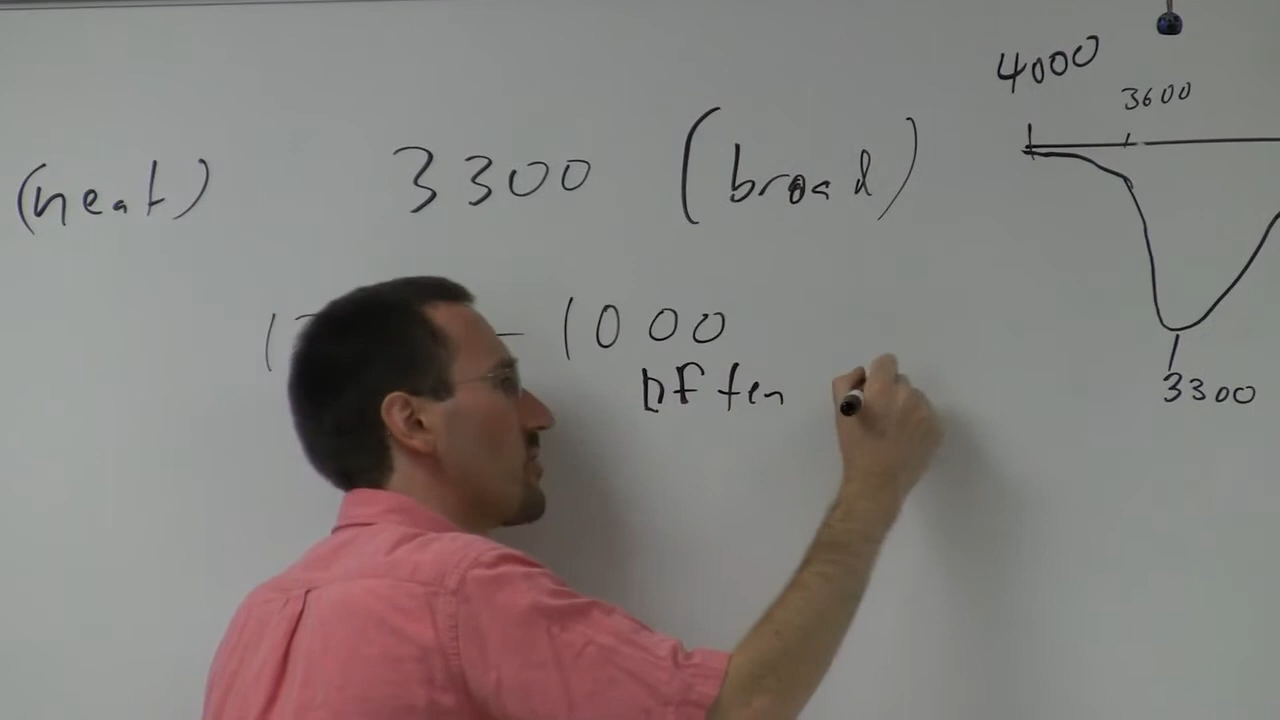 4000
3600
(neat) 3300 (broad)
- 1000
often
3300